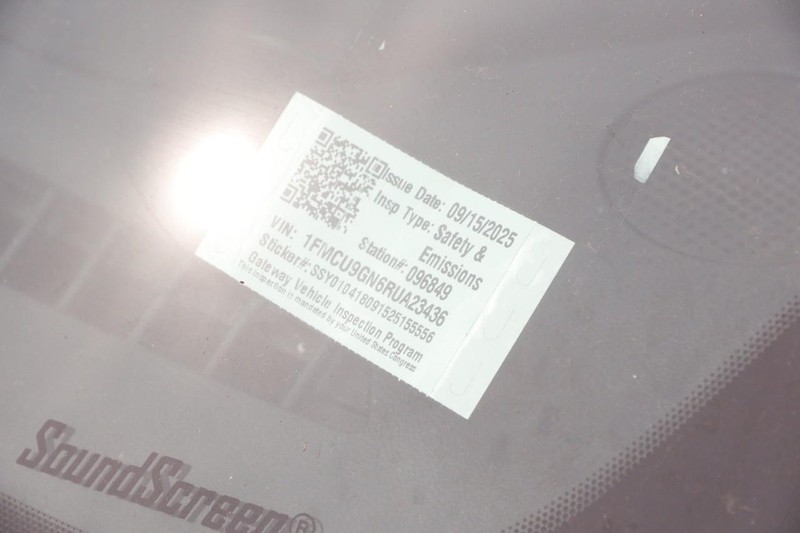 Issue Date: 09/15/2025
Insp Type: Safety &
Emissions
Station#: 096849
VIN: 1FMCU9GN6RUA23436
Sticker#: SSY010418091525155556
Gateway Vehicle Inspection Program
This inspection is mandated by your United States Congress
SoundScreen®